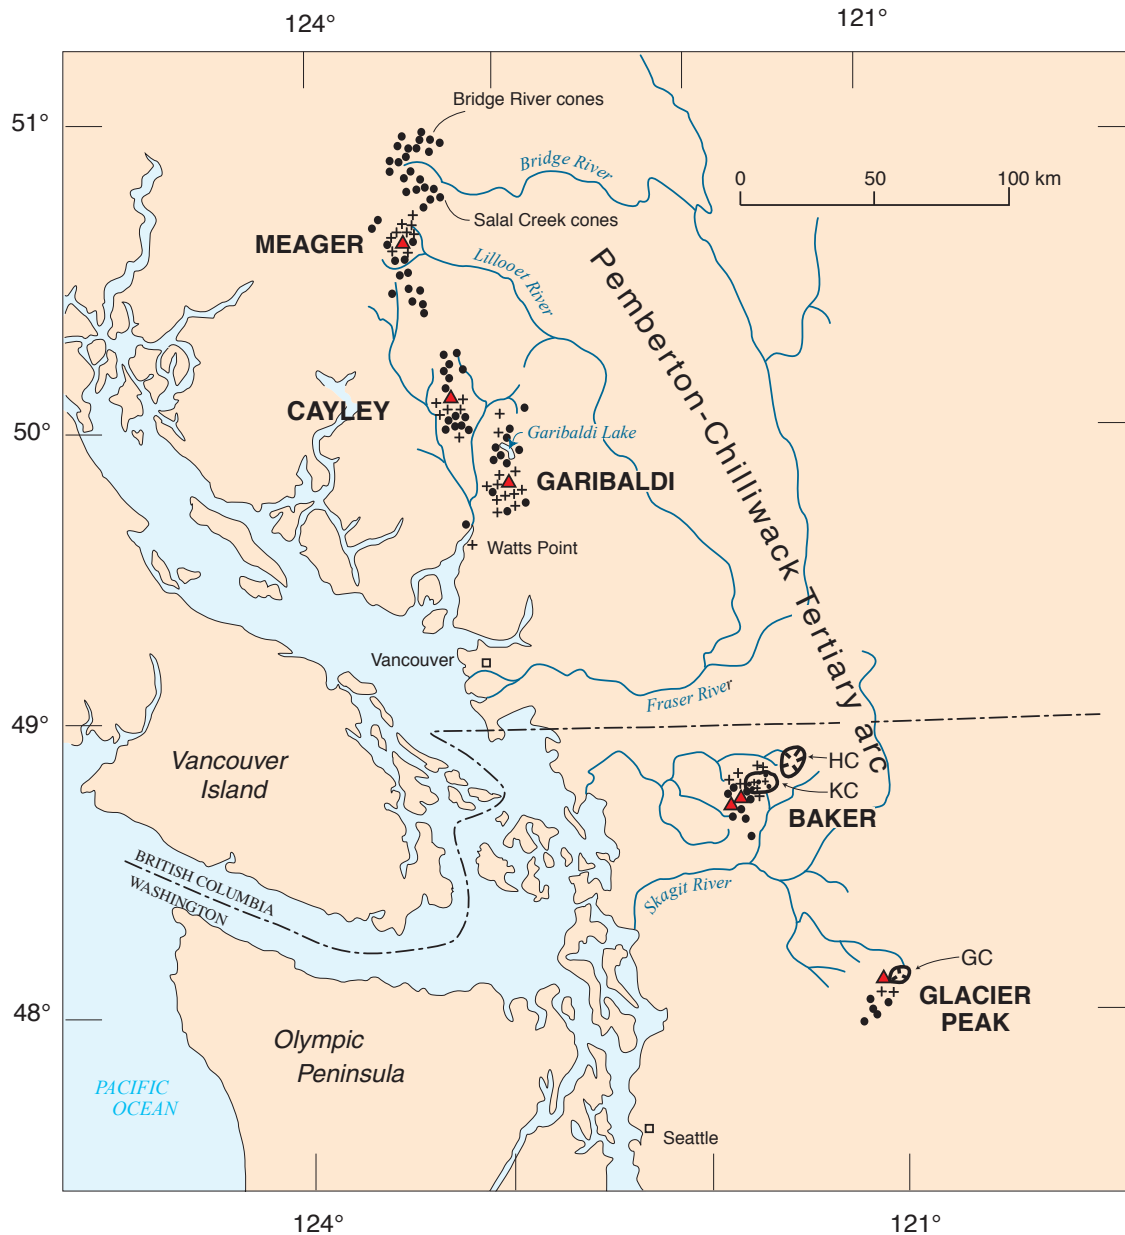 124°
121°
51°
Bridge River cones
Bridge River
0 50 100 km
Salal Creek cones
MEAGER
Lillooet River
Pemberton-Chilliwack Tertiary arc
CAYLEY
50°
Garibaldi Lake
GARIBALDI
Watts Point
Vancouver
Fraser River
49°
Vancouver
Island
HC
KC
BAKER
BRITISH COLUMBIA
WASHINGTON
Skagit River
GC
GLACIER
PEAK
48°
Olympic
Peninsula
PACIFIC
OCEAN
Seattle
124°
121°